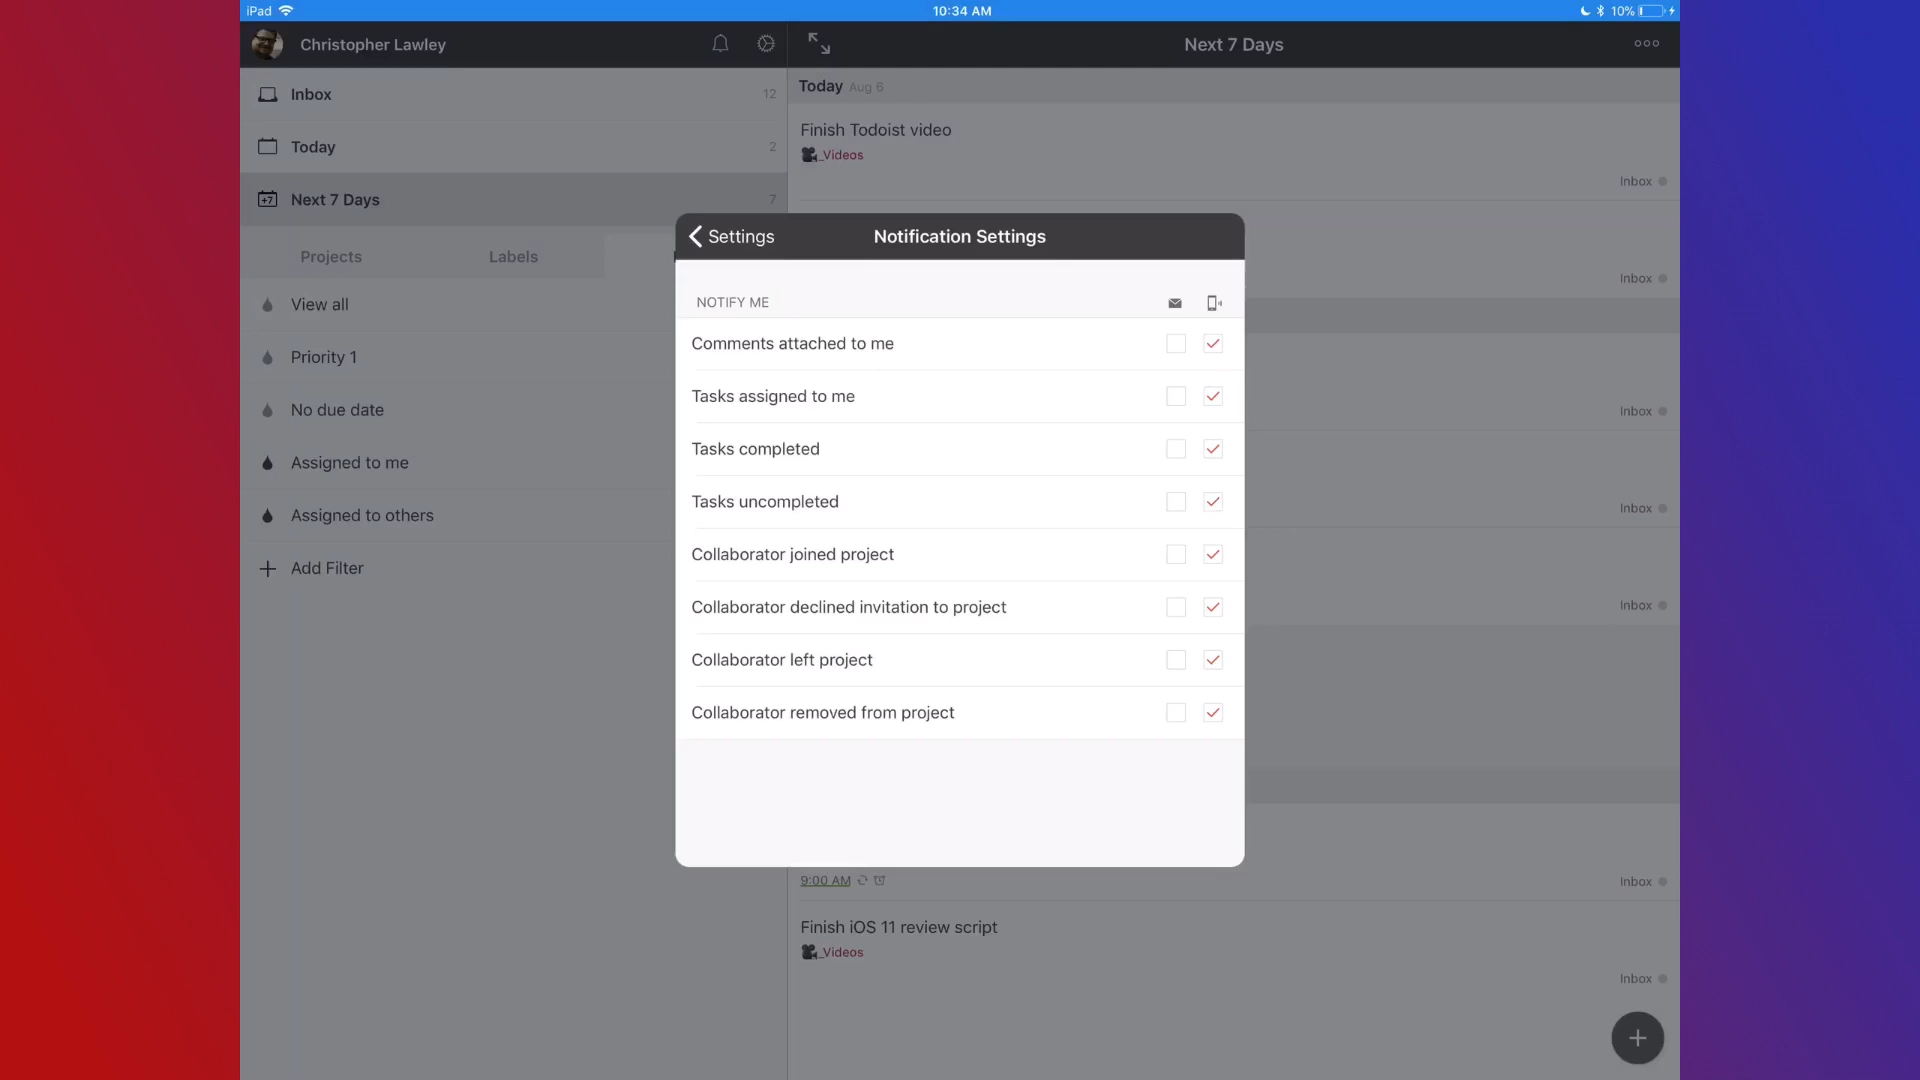 iPad
10:34 AM
10%
Christopher Lawley
Next 7 Days
Inbox
12
Today
2
Next 7 Days
7
Projects
Labels
View all
Priority 1
No due date
Assigned to me
Assigned to others
Add Filter
Today Aug 6
Finish Todoist video
_Videos
Inbox
Inbox
Inbox
Inbox
Inbox
9:00 AM
Inbox
Finish iOS 11 review script
_Videos
Inbox
Settings
Notification Settings
NOTIFY ME
Comments attached to me
Tasks assigned to me
Tasks completed
Tasks uncompleted
Collaborator joined project
Collaborator declined invitation to project
Collaborator left project
Collaborator removed from project